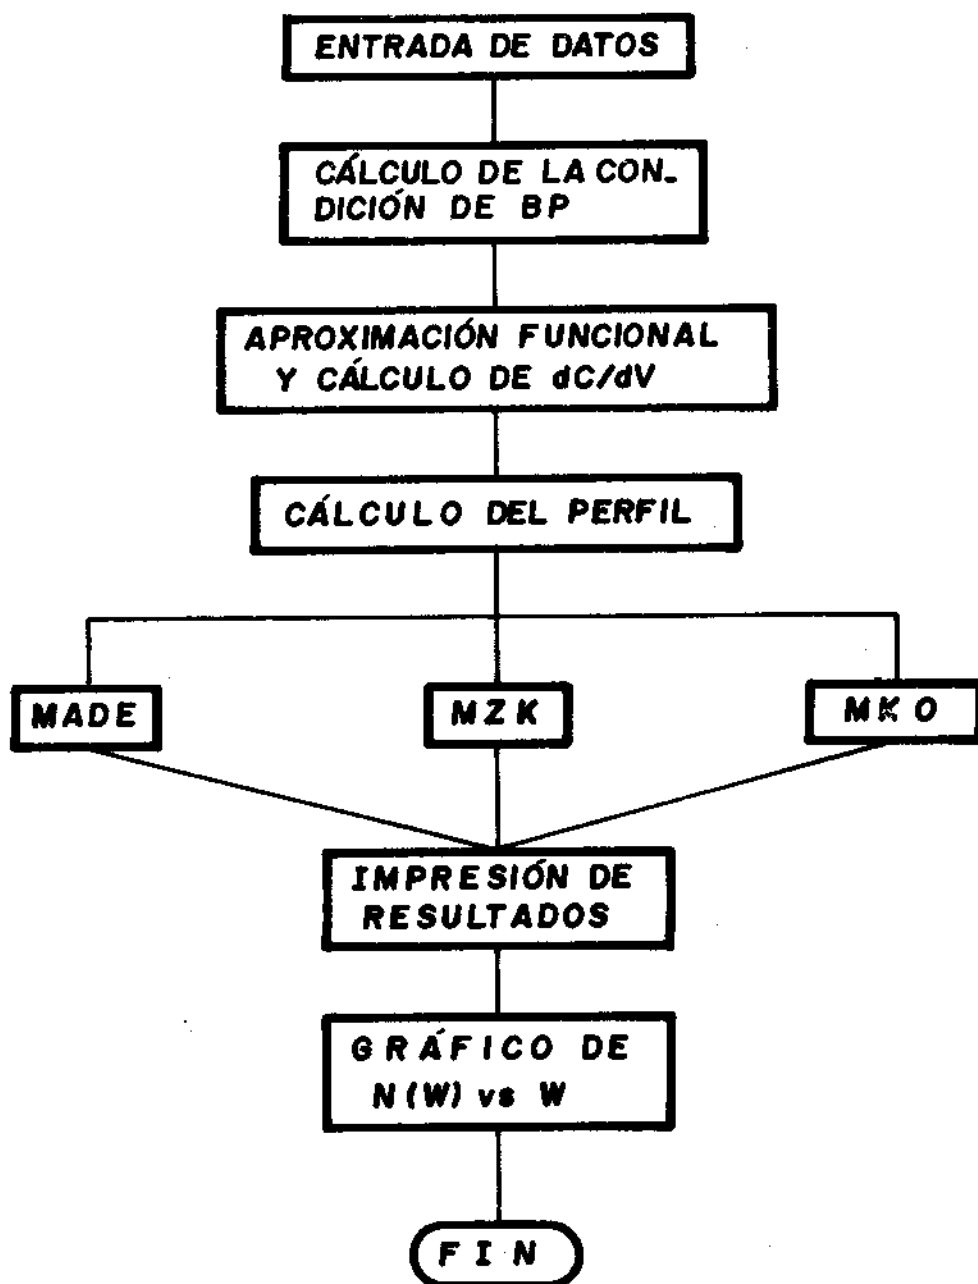 ENTRADA DE DATOS
CÁLCULO DE LA CON-
DICIÓN DE BP
APROXIMACIÓN FUNCIONAL
Y CÁLCULO DE dC/dV
CÁLCULO DEL PERFIL
MADE MZK MKO
IMPRESIÓN DE
RESULTADOS
GRÁFICO DE
N(W) vs W
FIN